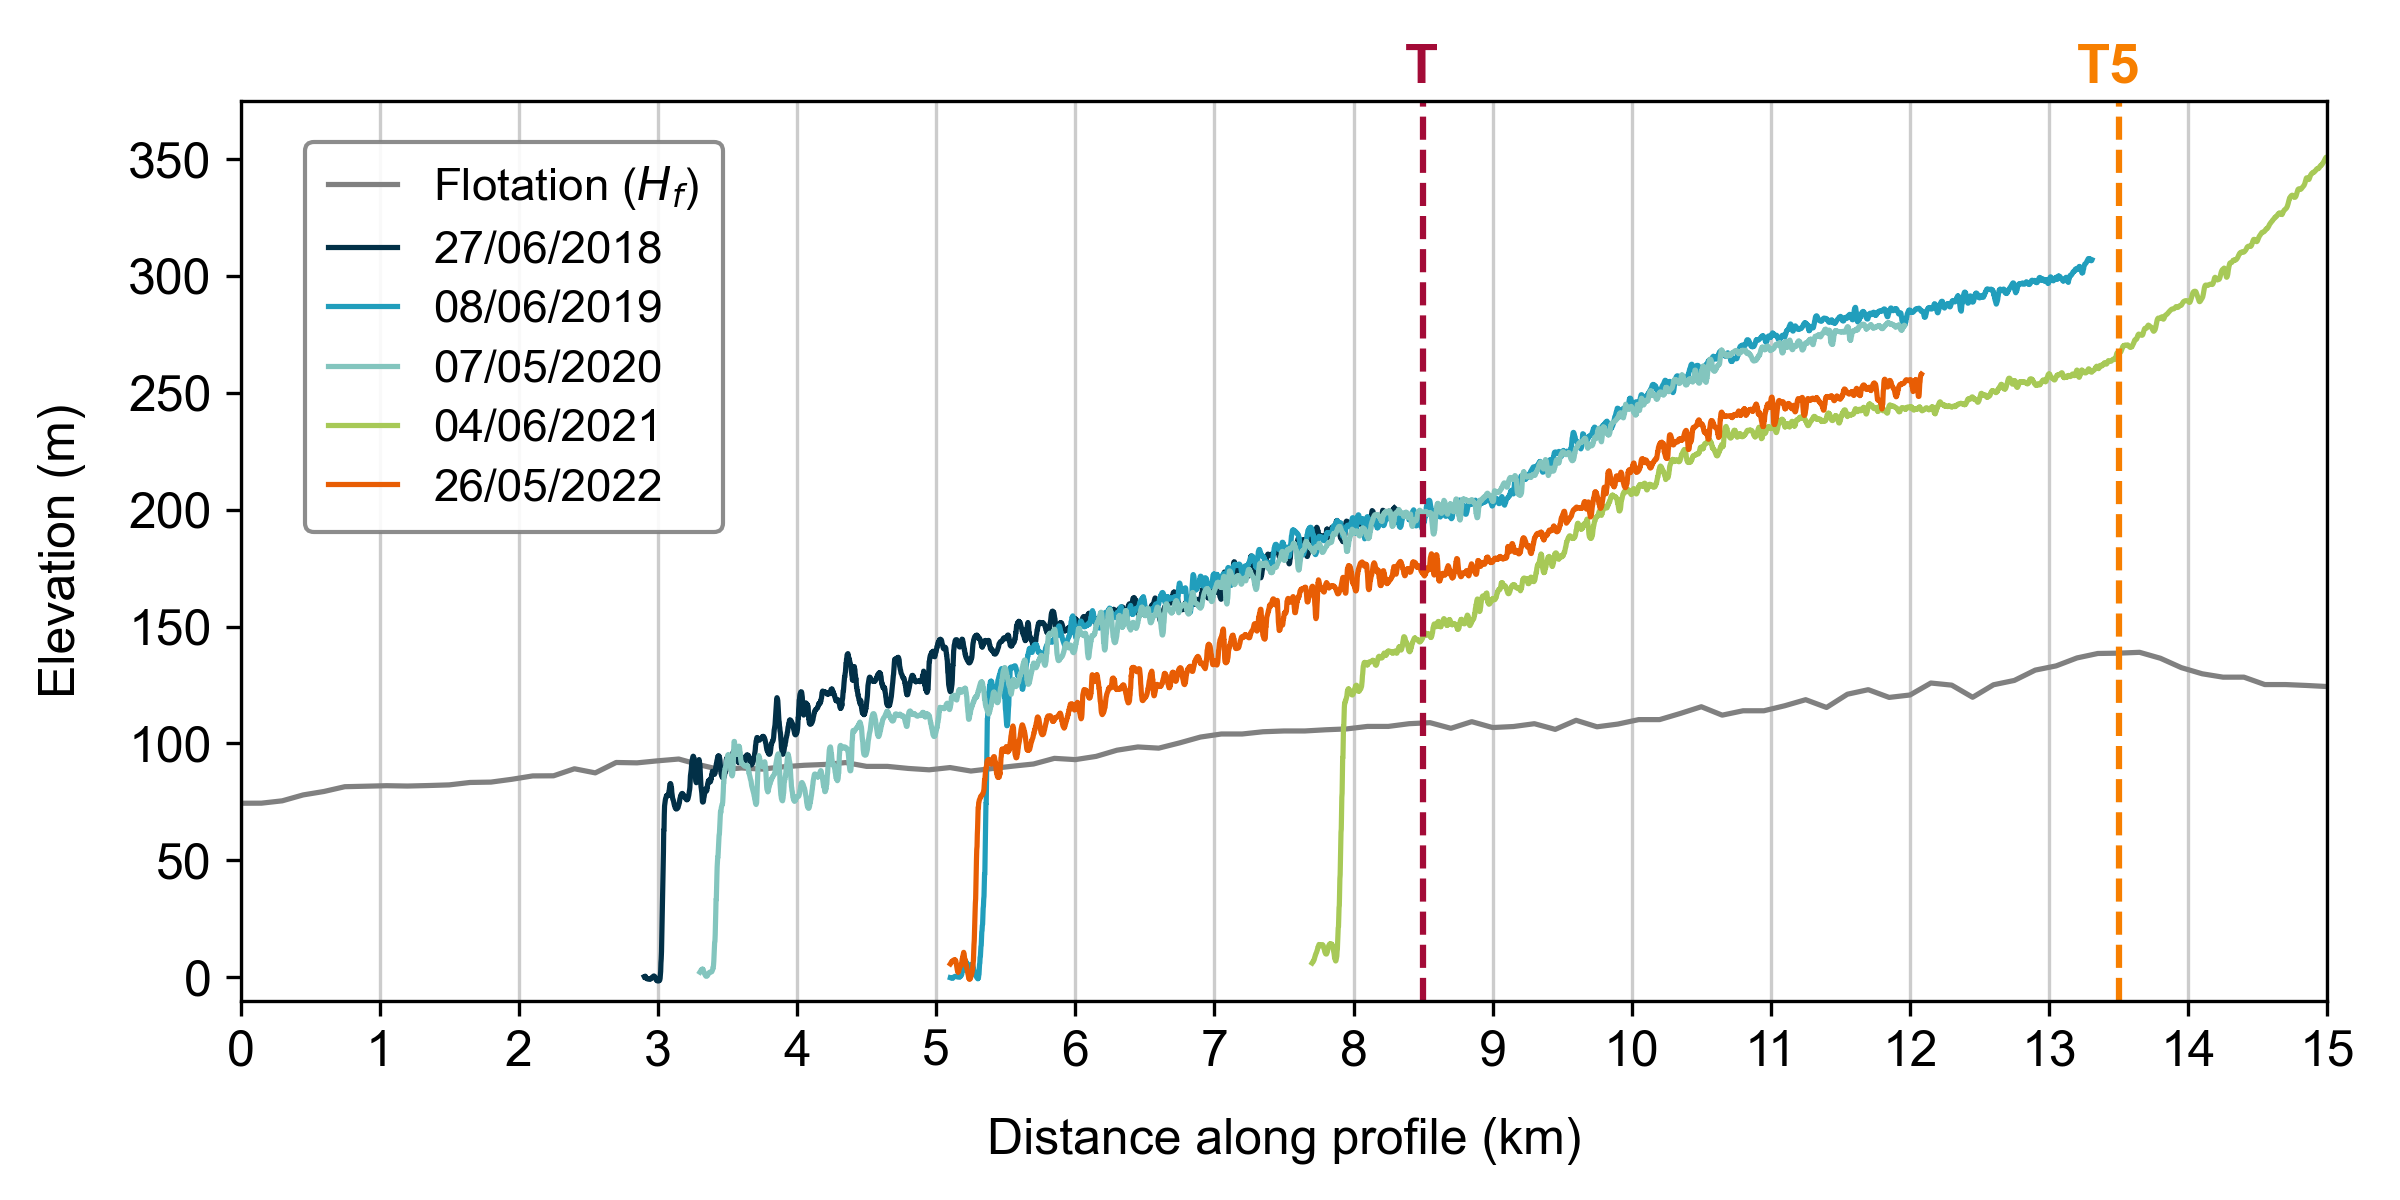 T T5
350
300
250
200
150
100
50
0
Elevation (m)
Flotation (Hf)
27/06/2018
08/06/2019
07/05/2020
04/06/2021
26/05/2022
0 1 2 3 4 5 6 7 8 9 10 11 12 13 14 15
Distance along profile (km)